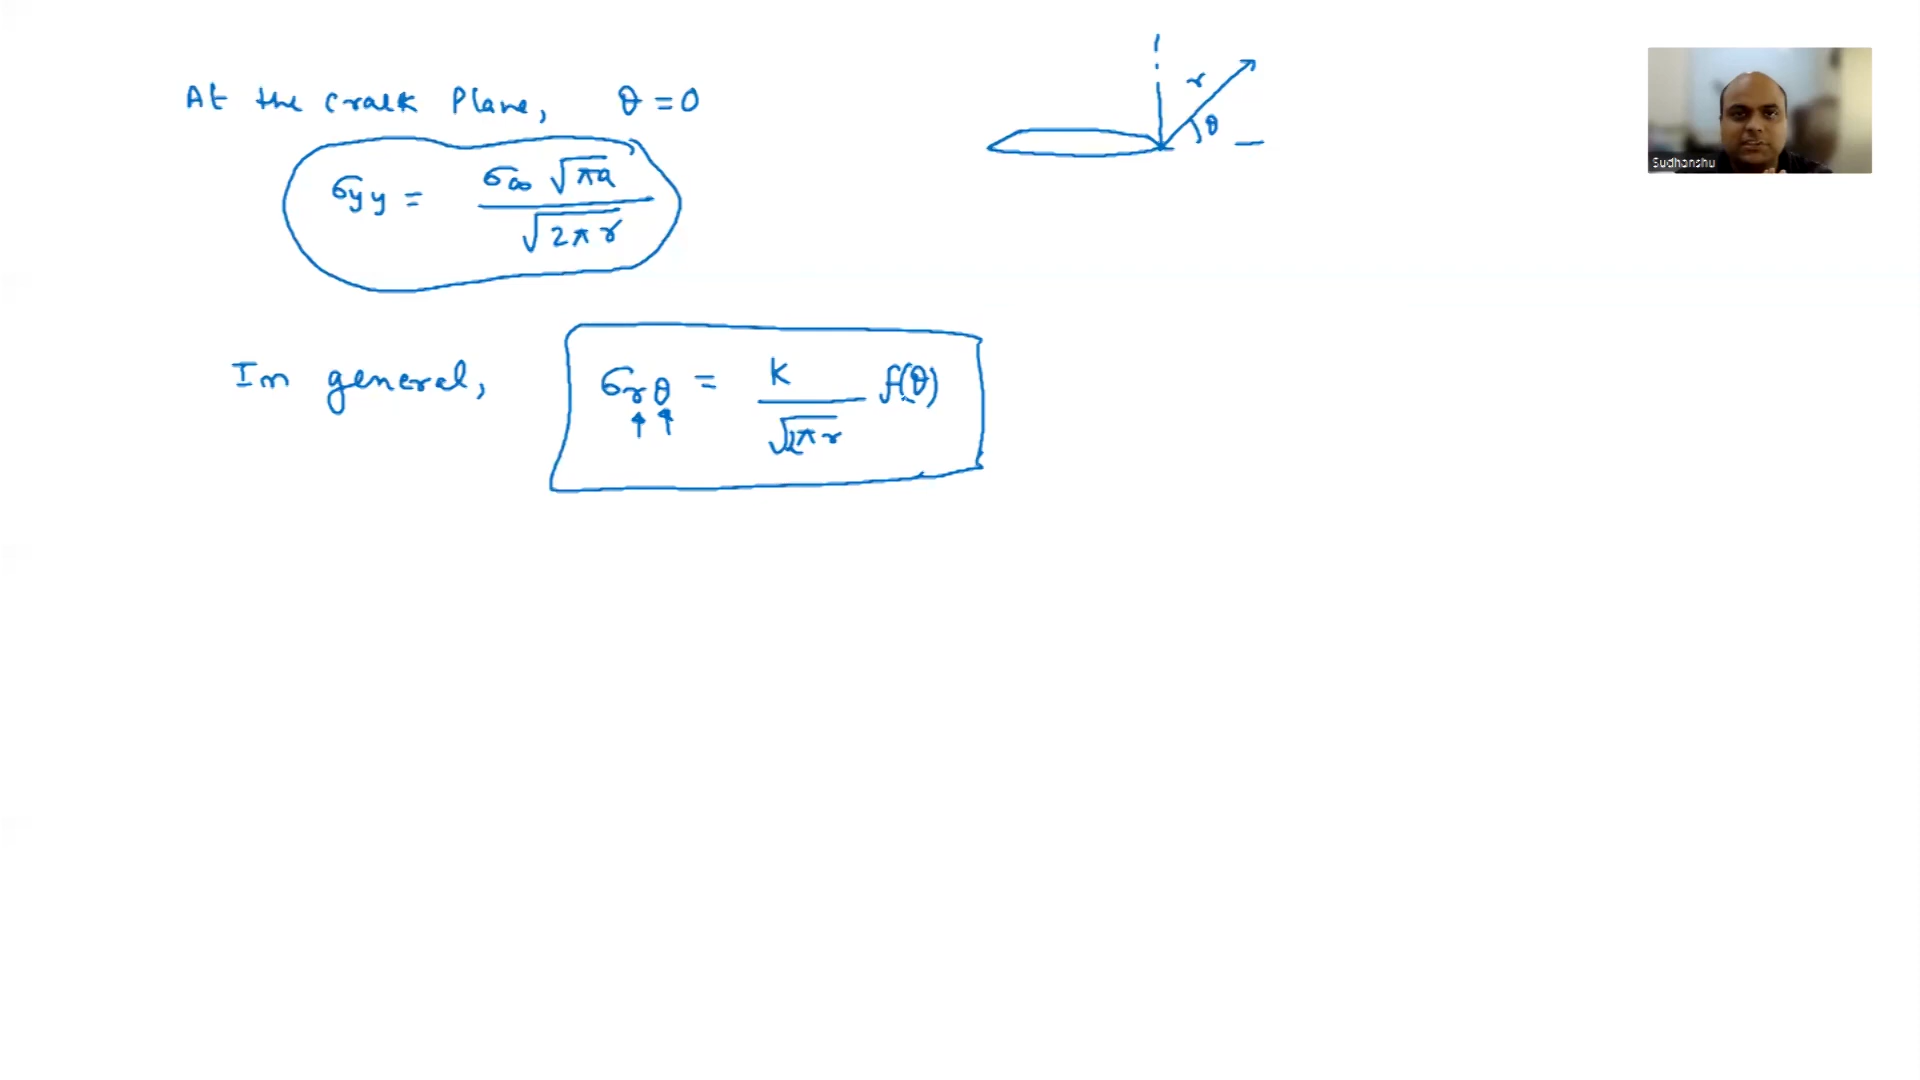 At the crack Plane, θ = 0
σyy = σ∞ √πa / √2πr
In general, σrθ = K / √2πr f(θ)
r
θ
Sudhanshu